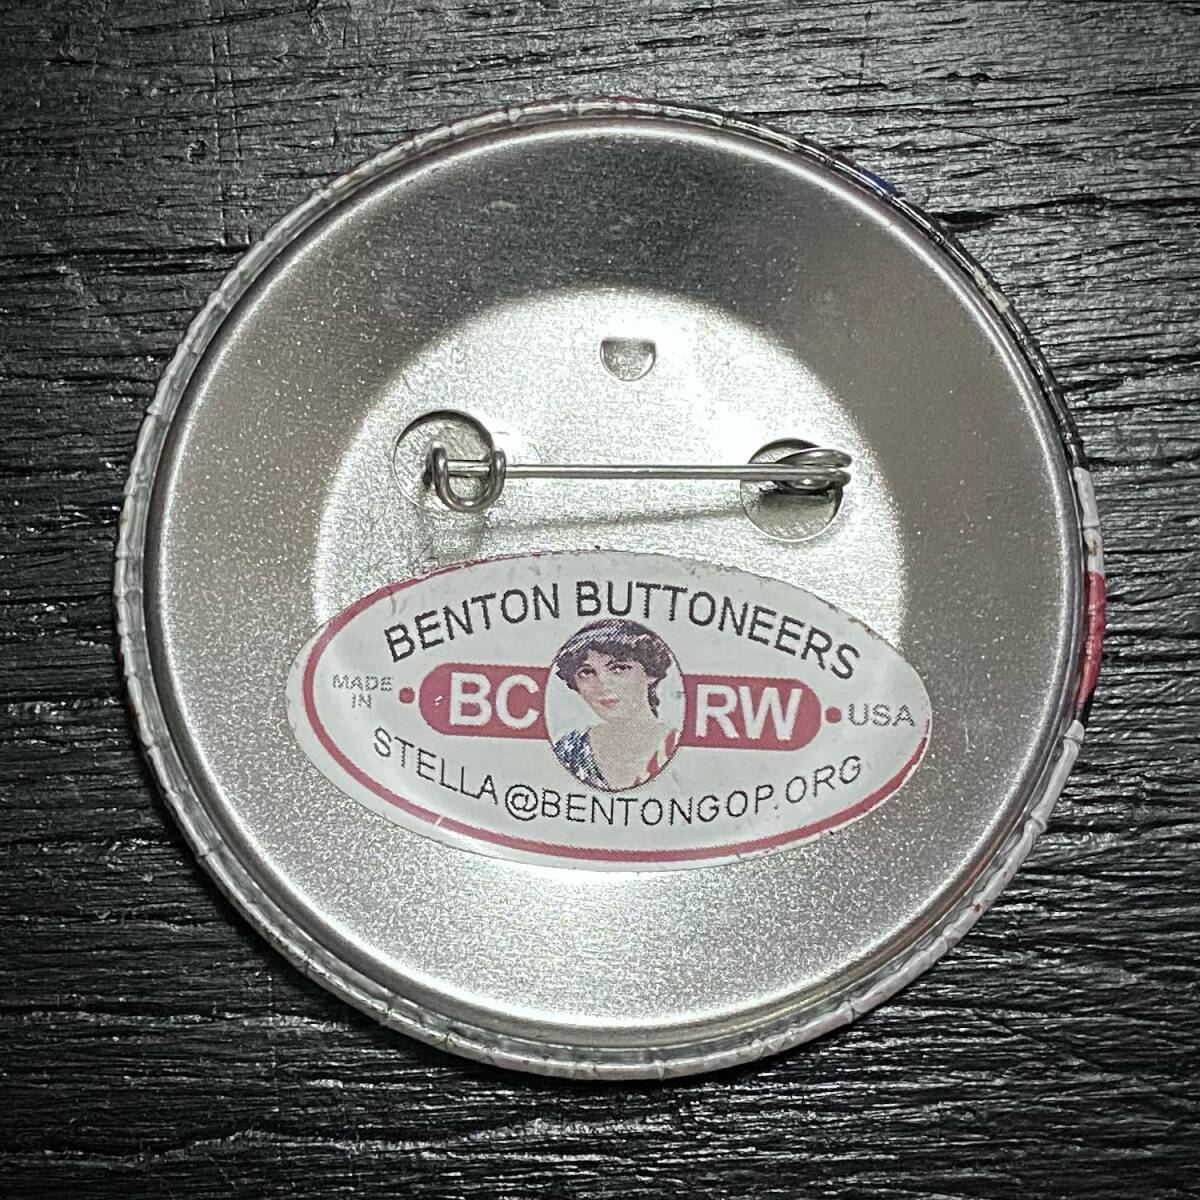 BENTON BUTTONEERS
MADE IN
BC RW
USA
STELLA@BENTONGOP.ORG